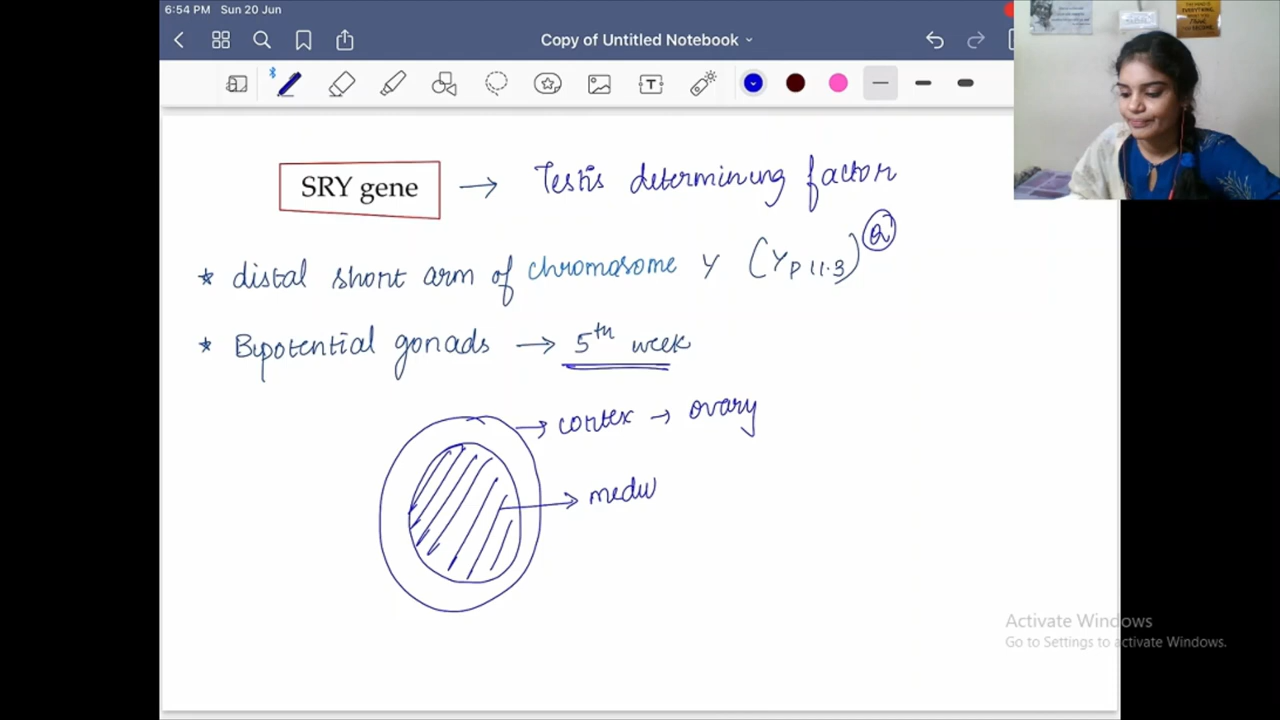 6:54 PM Sun 20 Jun
Copy of Untitled Notebook
T
SRY gene → Testis determining factor
* distal short arm of chromosome Y (Yp 11.3)
* Bipotential gonads → 5th week
→ cortex → ovary
→ medu
Activate Windows
Go to Settings to activate Windows.